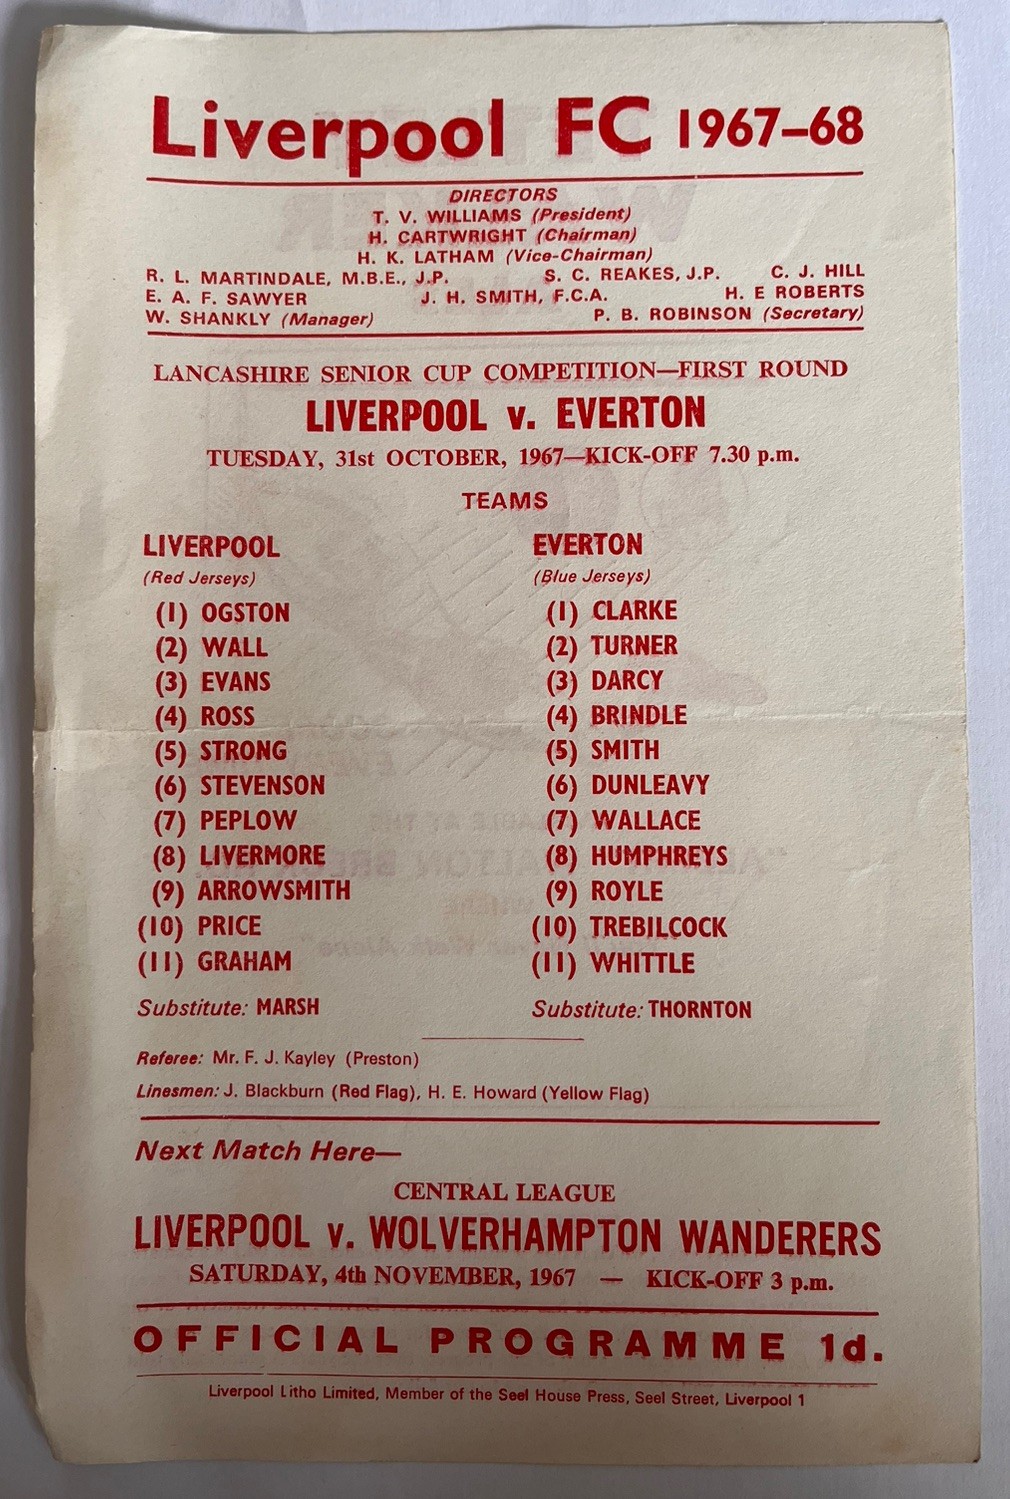 Liverpool FC 1967-68
DIRECTORS
T. V. WILLIAMS (President)
H. CARTWRIGHT (Chairman)
H. K. LATHAM (Vice-Chairman)
R. L. MARTINDALE, M.B.E., J.P. S. C. REAKES, J.P. C. J. HILL
E. A. F. SAWYER J. H. SMITH, F.C.A. H. E ROBERTS
W. SHANKLY (Manager) P. B. ROBINSON (Secretary)
LANCASHIRE SENIOR CUP COMPETITION—FIRST ROUND
LIVERPOOL v. EVERTON
TUESDAY, 31st OCTOBER, 1967—KICK-OFF 7.30 p.m.
TEAMS
LIVERPOOL EVERTON
(Red Jerseys) (Blue Jerseys)
(1) OGSTON (1) CLARKE
(2) WALL (2) TURNER
(3) EVANS (3) DARCY
(4) ROSS (4) BRINDLE
(5) STRONG (5) SMITH
(6) STEVENSON (6) DUNLEAVY
(7) PEPLOW (7) WALLACE
(8) LIVERMORE (8) HUMPHREYS
(9) ARROWSMITH (9) ROYLE
(10) PRICE (10) TREBILCOCK
(11) GRAHAM (11) WHITTLE
Substitute: MARSH Substitute: THORNTON
Referee: Mr. F. J. Kayley (Preston)
Linesmen: J. Blackburn (Red Flag), H. E. Howard (Yellow Flag)
Next Match Here—
CENTRAL LEAGUE
LIVERPOOL v. WOLVERHAMPTON WANDERERS
SATURDAY, 4th NOVEMBER, 1967 — KICK-OFF 3 p.m.
OFFICIAL PROGRAMME 1d.
Liverpool Litho Limited, Member of the Seel House Press, Seel Street, Liverpool 1